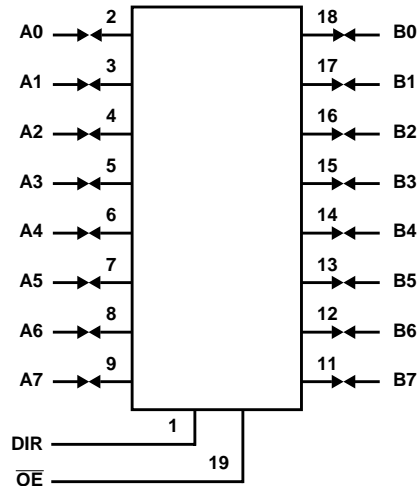 A0 2 18 B0
A1 3 17 B1
A2 4 16 B2
A3 5 15 B3
A4 6 14 B4
A5 7 13 B5
A6 8 12 B6
A7 9 11 B7
DIR 1
O̅E̅ 19